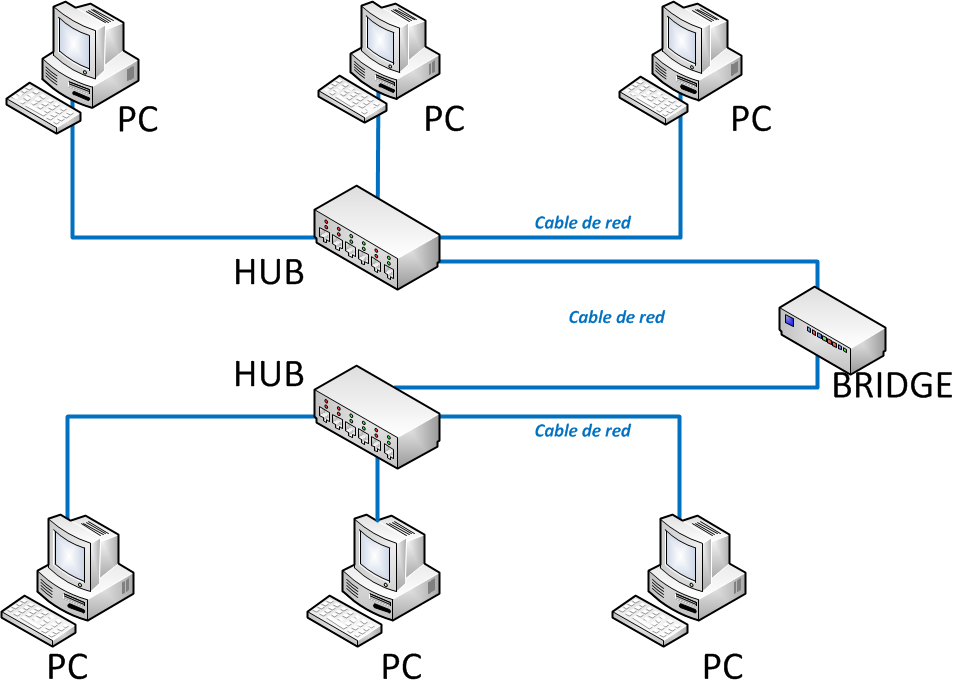 PC
PC
PC
Cable de red
HUB
Cable de red
HUB
BRIDGE
Cable de red
PC
PC
PC